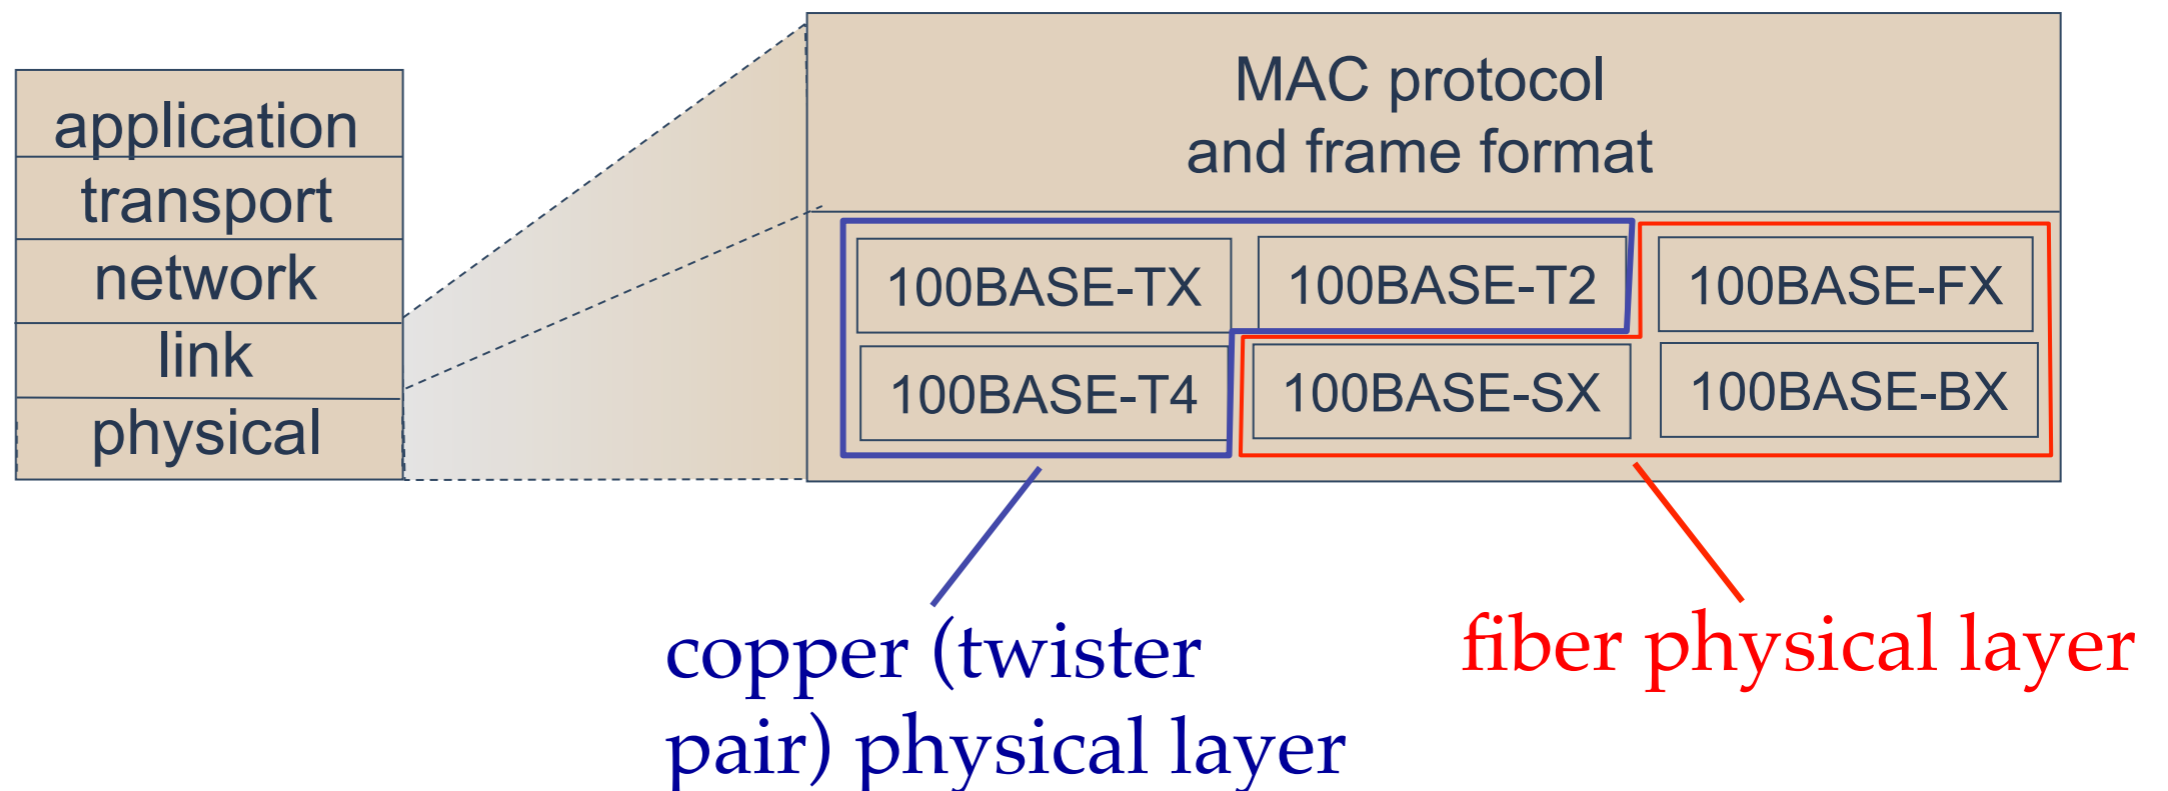 application
transport
network
link
physical
MAC protocol
and frame format
100BASE-TX
100BASE-T2
100BASE-FX
100BASE-T4
100BASE-SX
100BASE-BX
copper (twister
pair) physical layer
fiber physical layer